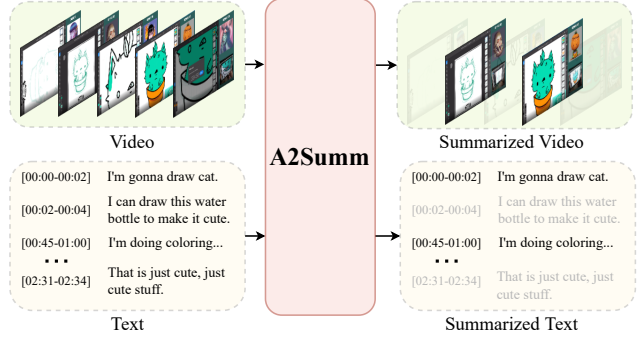 Video
[00:00-00:02] I'm gonna draw cat.
[00:02-00:04] I can draw this water
bottle to make it cute.
[00:45-01:00] I'm doing coloring...
...
[02:31-02:34] That is just cute, just
cute stuff.
Text
A2Summ
Summarized Video
[00:00-00:02] I'm gonna draw cat.
[00:02-00:04] I can draw this water
bottle to make it cute.
[00:45-01:00] I'm doing coloring...
...
[02:31-02:34] That is just cute, just
cute stuff.
Summarized Text